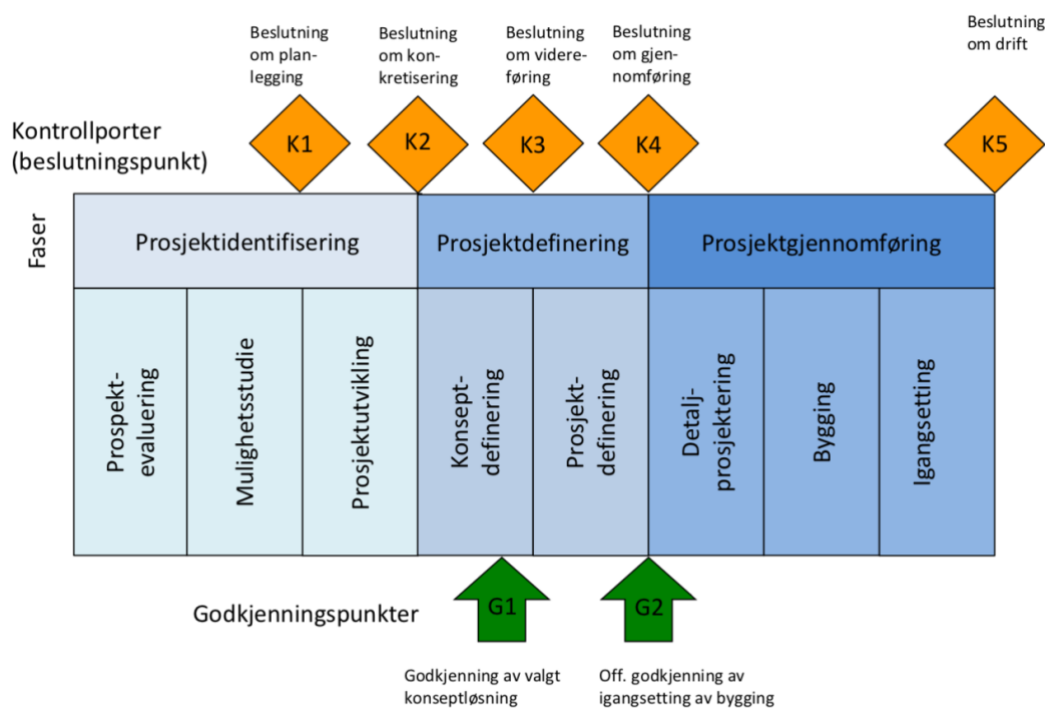 Beslutning
om plan-
legging
Beslutning
om kon-
kretisering
Beslutning
om videre-
føring
Beslutning
om gjen-
nomføring
Beslutning
om drift
Kontrollporter
(beslutningspunkt)
K1
K2
K3
K4
K5
Faser
Prosjektidentifisering
Prosjektdefinering
Prosjektgjennomføring
Prospekt-
evaluering
Mulighetsstudie
Prosjektutvikling
Konsept-
definering
Prosjekt-
definering
Detalj-
prosjektering
Bygging
Igangsetting
Godkjenningspunkter
G1
G2
Godkjenning av valgt
konseptløsning
Off. godkjenning av
igangsetting av bygging